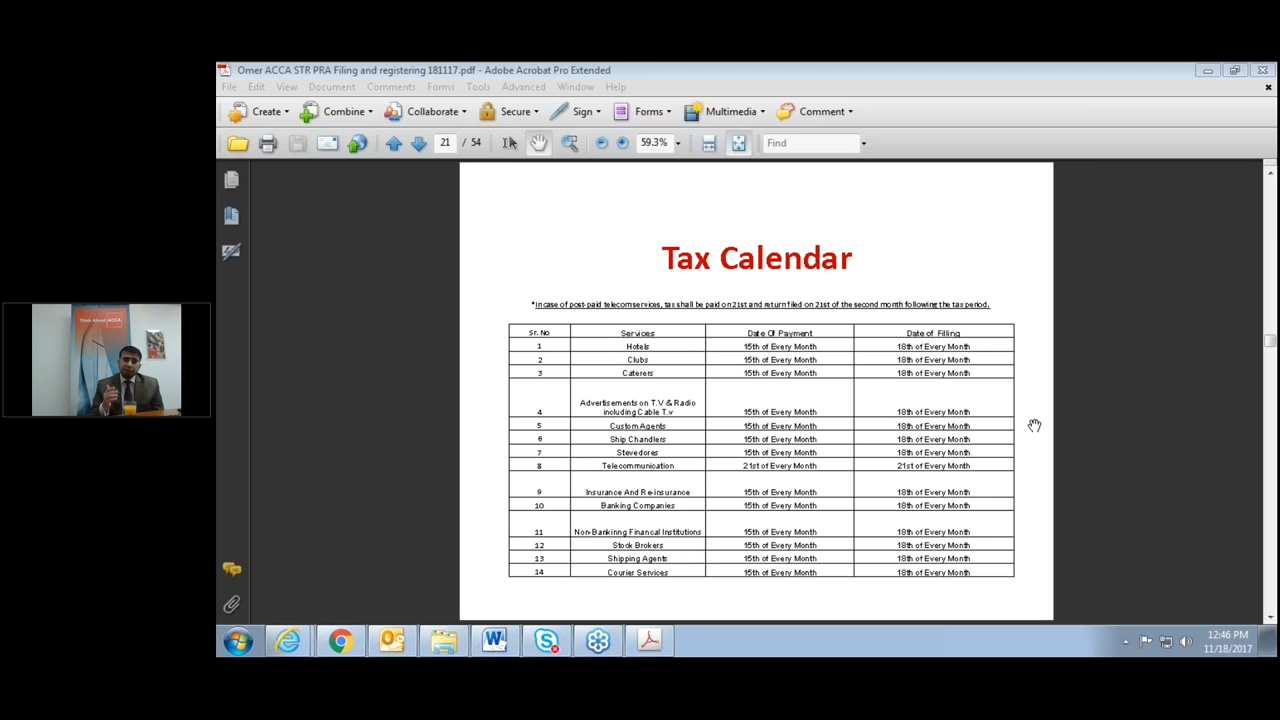 Omer ACCA STR PRA Filing and registering 181117.pdf - Adobe Acrobat Pro Extended
File Edit View Document Comments Forms Tools Advanced Window Help
Create Combine Collaborate Secure Sign Forms Multimedia Comment
21 / 54 59.3% Find
Tax Calendar
*Incase of post-paid telecomservices, tax shall be paid on 21st and return filed on 21st of the second month following the tax period.
Sr. No Services Date Of Payment Date of Filling
1 Hotels 15th of Every Month 18th of Every Month
2 Clubs 15th of Every Month 18th of Every Month
3 Caterers 15th of Every Month 18th of Every Month
Advertisements on T.V & Radio
4 including Cable T.v 15th of Every Month 18th of Every Month
5 Custom Agents 15th of Every Month 18th of Every Month
6 Ship Chandlers 15th of Every Month 18th of Every Month
7 Stevedores 15th of Every Month 18th of Every Month
8 Telecommunication 21st of Every Month 21st of Every Month
9 Insurance And Re-insurance 15th of Every Month 18th of Every Month
10 Banking Companies 15th of Every Month 18th of Every Month
11 Non-Bankinng Financal Institutions 15th of Every Month 18th of Every Month
12 Stock Brokers 15th of Every Month 18th of Every Month
13 Shipping Agents 15th of Every Month 18th of Every Month
14 Courier Services 15th of Every Month 18th of Every Month
Think Ahead ACCA
12:46 PM
11/18/2017